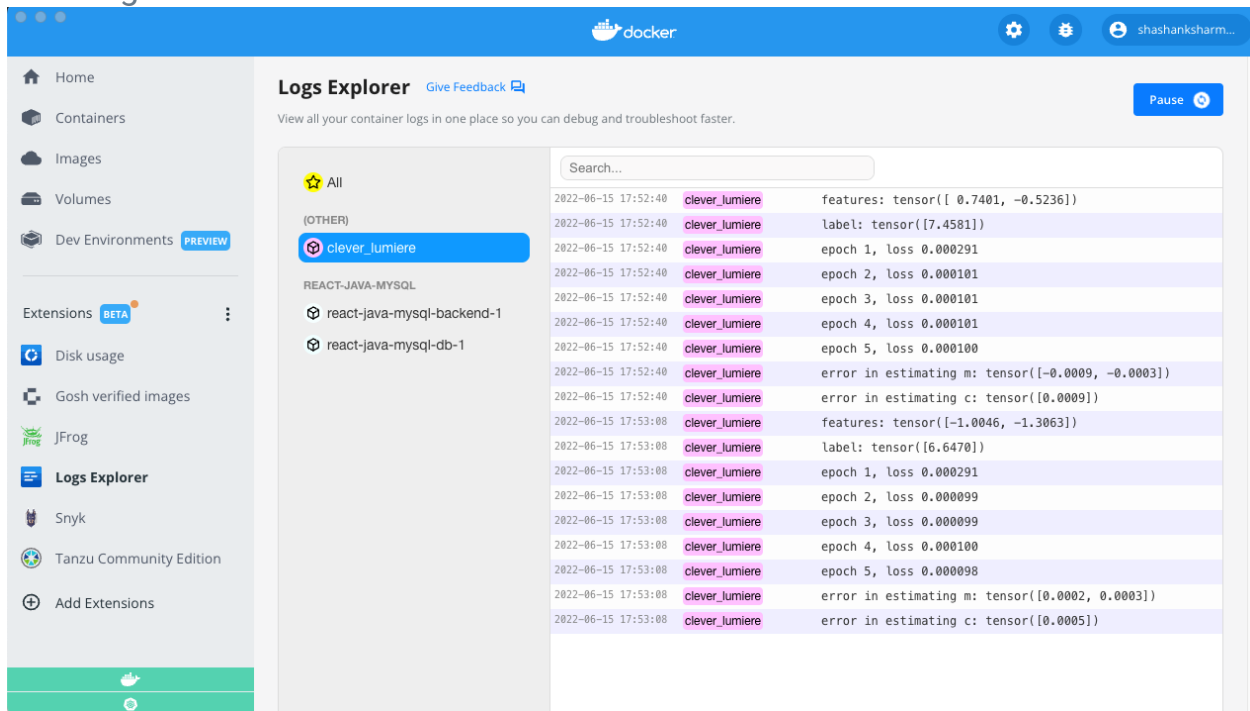 docker
shashanksharm...
Home
Containers
Images
Volumes
Dev Environments PREVIEW
Extensions BETA
Disk usage
Gosh verified images
JFrog
Logs Explorer
Snyk
Tanzu Community Edition
Add Extensions
Logs Explorer Give Feedback
View all your container logs in one place so you can debug and troubleshoot faster.
Pause
All
(OTHER)
clever_lumiere
REACT-JAVA-MYSQL
react-java-mysql-backend-1
react-java-mysql-db-1
Search...
2022-06-15 17:52:40 clever_lumiere features: tensor([ 0.7401, -0.5236])
2022-06-15 17:52:40 clever_lumiere label: tensor([7.4581])
2022-06-15 17:52:40 clever_lumiere epoch 1, loss 0.000291
2022-06-15 17:52:40 clever_lumiere epoch 2, loss 0.000101
2022-06-15 17:52:40 clever_lumiere epoch 3, loss 0.000101
2022-06-15 17:52:40 clever_lumiere epoch 4, loss 0.000101
2022-06-15 17:52:40 clever_lumiere epoch 5, loss 0.000100
2022-06-15 17:52:40 clever_lumiere error in estimating m: tensor([-0.0009, -0.0003])
2022-06-15 17:52:40 clever_lumiere error in estimating c: tensor([0.0009])
2022-06-15 17:53:08 clever_lumiere features: tensor([-1.0046, -1.3063])
2022-06-15 17:53:08 clever_lumiere label: tensor([6.6470])
2022-06-15 17:53:08 clever_lumiere epoch 1, loss 0.000291
2022-06-15 17:53:08 clever_lumiere epoch 2, loss 0.000099
2022-06-15 17:53:08 clever_lumiere epoch 3, loss 0.000099
2022-06-15 17:53:08 clever_lumiere epoch 4, loss 0.000100
2022-06-15 17:53:08 clever_lumiere epoch 5, loss 0.000098
2022-06-15 17:53:08 clever_lumiere error in estimating m: tensor([0.0002, 0.0003])
2022-06-15 17:53:08 clever_lumiere error in estimating c: tensor([0.0005])